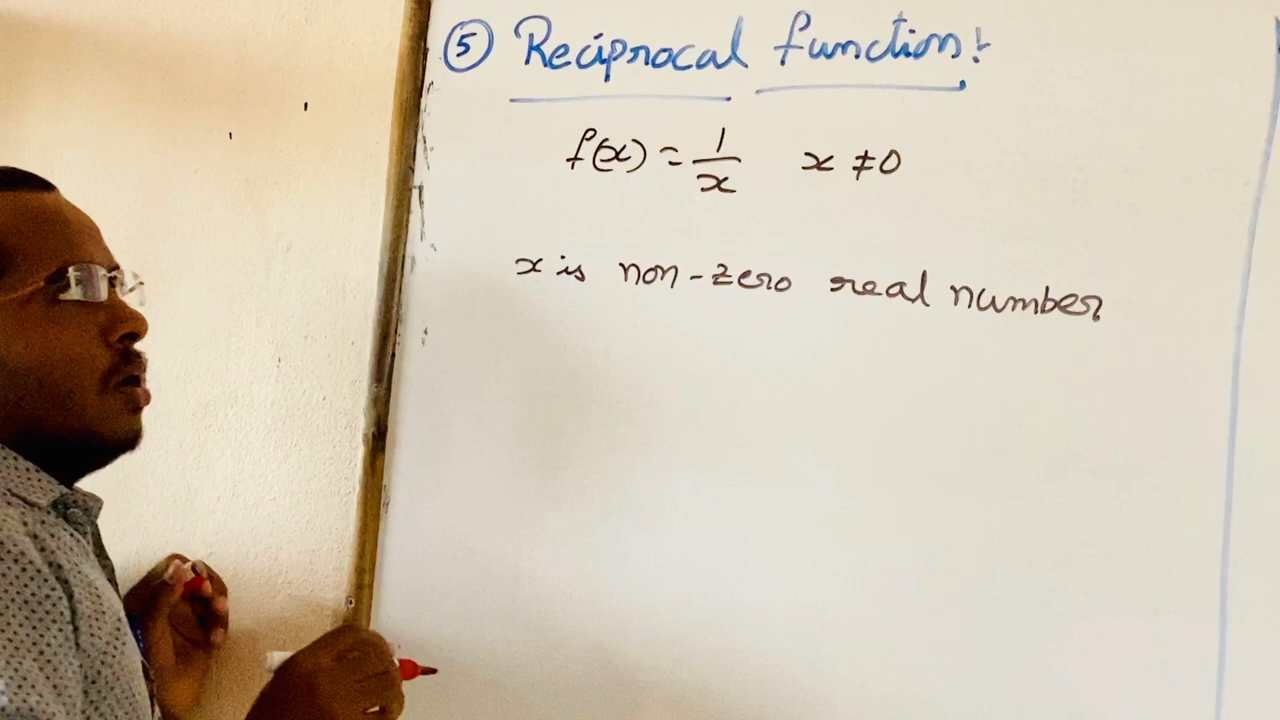 ⑤ Reciprocal function:
f(x) = 1/x x ≠ 0
x is non-zero real number